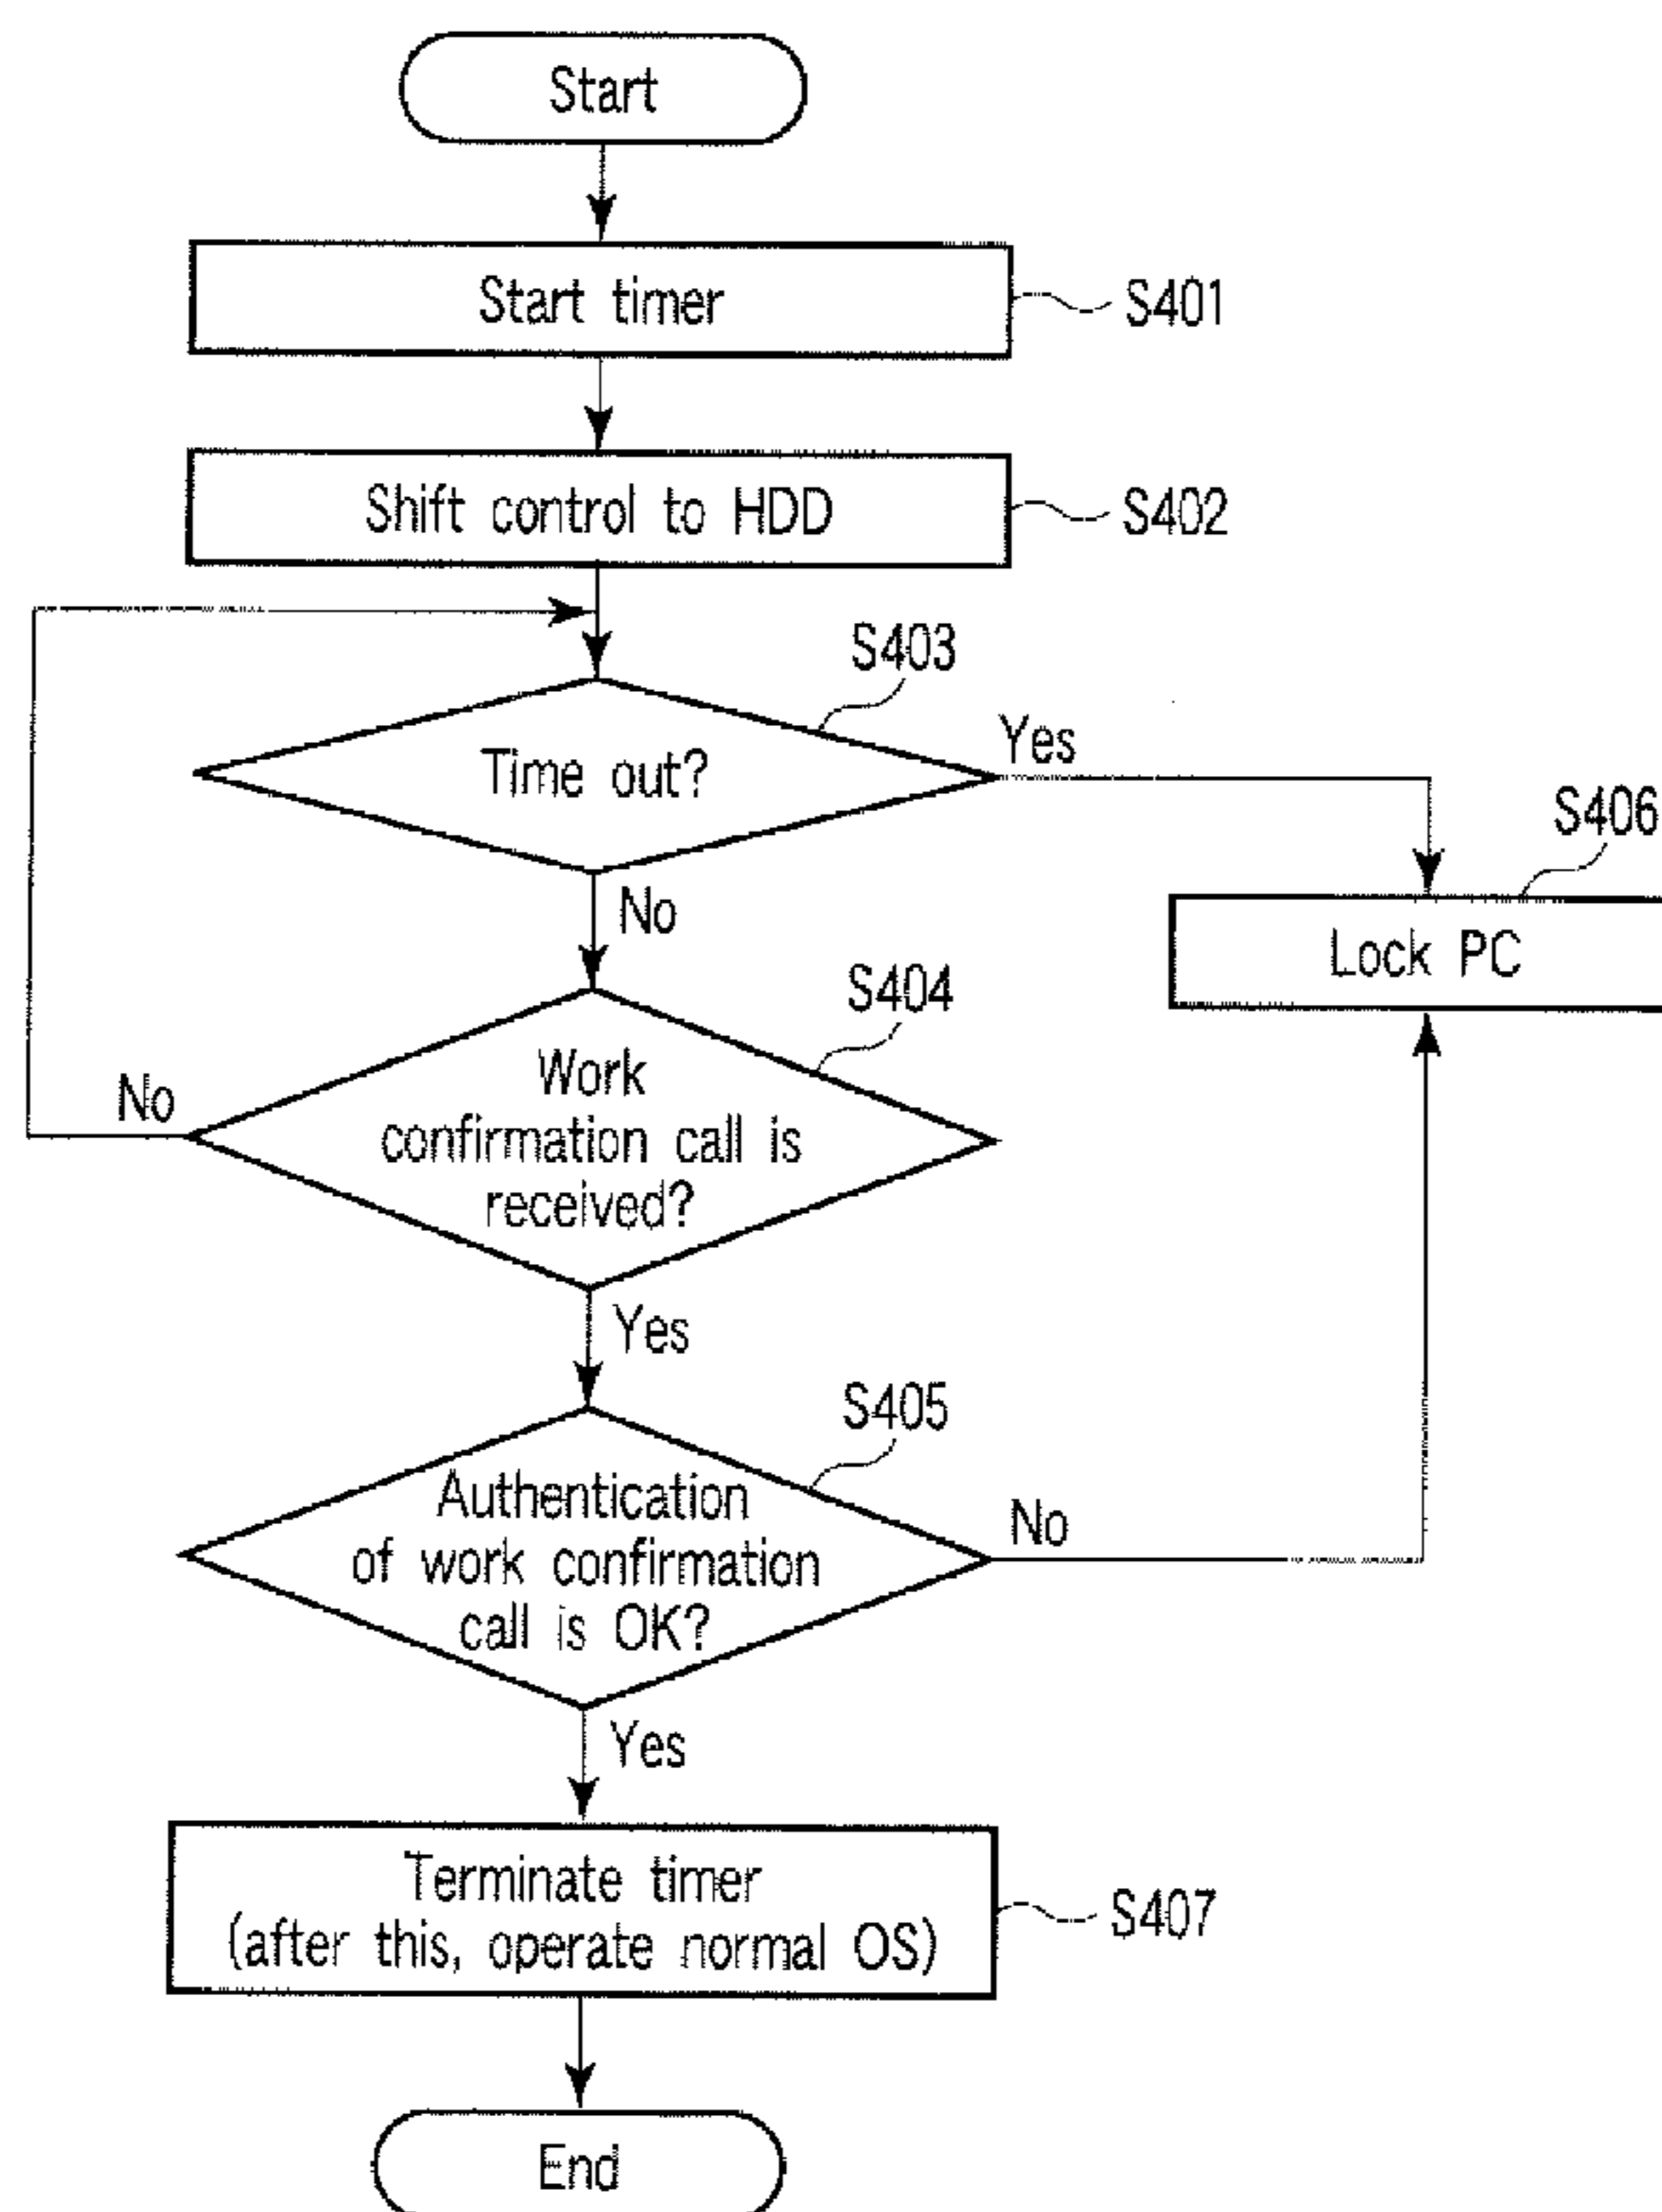 Start
Start timer
S401
Shift control to HDD
S402
S403
Time out?
Yes
No
S406
Lock PC
S404
Work
confirmation call is
received?
No
Yes
S405
Authentication
of work confirmation
call is OK?
No
Yes
Terminate timer
(after this, operate normal OS)
S407
End